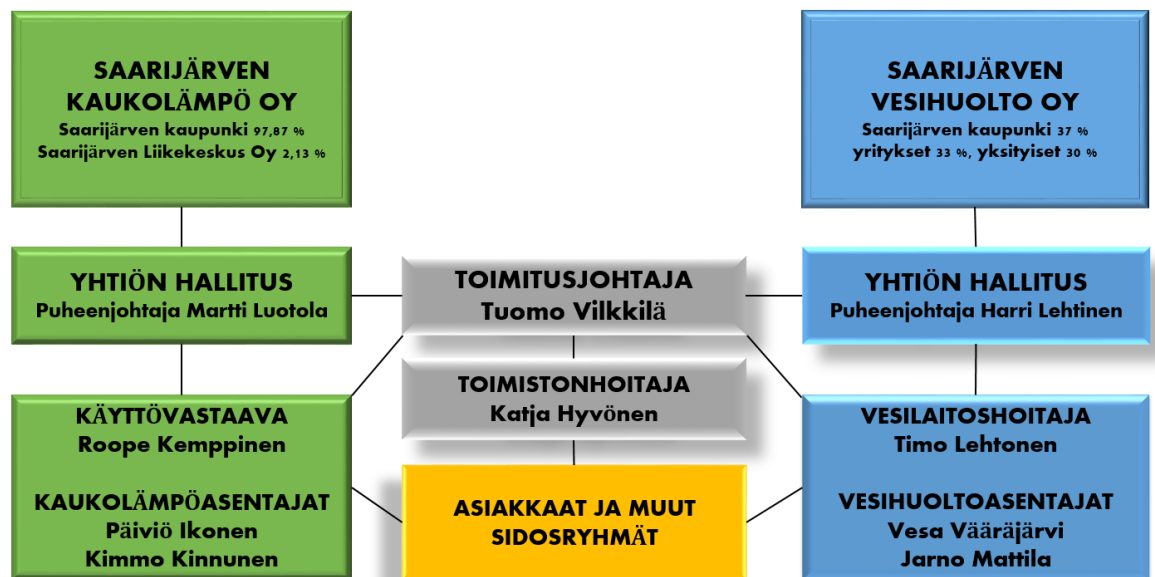 SAARIJÄRVEN
KAUKOLÄMPÖ OY
Saarijärven kaupunki 97,87 %
Saarijärven Liikekeskus Oy 2,13 %
SAARIJÄRVEN
VESIHUOLTO OY
Saarijärven kaupunki 37 %
yritykset 33 %, yksityiset 30 %
YHTIÖN HALLITUS
Puheenjohtaja Martti Luotola
TOIMITUSJOHTAJA
Tuomo Vilkkilä
YHTIÖN HALLITUS
Puheenjohtaja Harri Lehtinen
TOIMISTONHOITAJA
Katja Hyvönen
KÄYTTÖVASTAAVA
Roope Kemppinen
KAUKOLÄMPÖASENTAJAT
Päiviö Ikonen
Kimmo Kinnunen
ASIAKKAAT JA MUUT
SIDOSRYHMÄT
VESILAITOSHOITAJA
Timo Lehtonen
VESIHUOLTOASENTAJAT
Vesa Vääräjärvi
Jarno Mattila